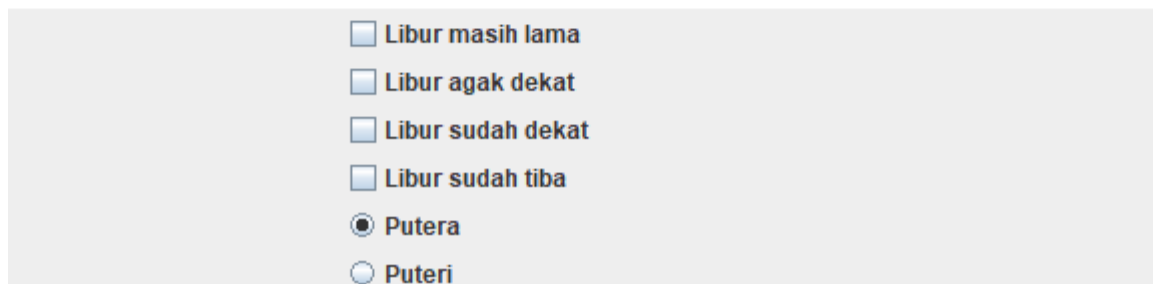 Libur masih lama
Libur agak dekat
Libur sudah dekat
Libur sudah tiba
Putera
Puteri